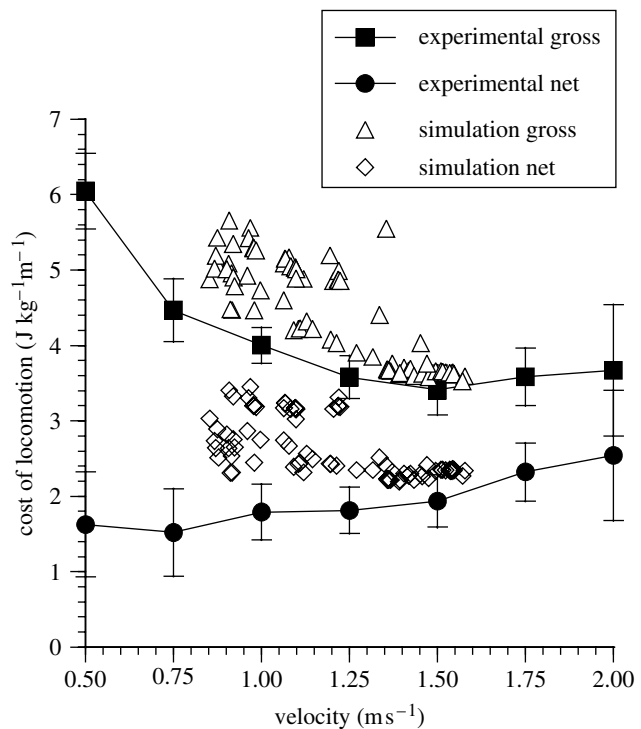 experimental gross
experimental net
simulation gross
simulation net
7
6
5
4
3
2
1
0
cost of locomotion (J kg⁻¹m⁻¹)
0.50 0.75 1.00 1.25 1.50 1.75 2.00
velocity (ms⁻¹)